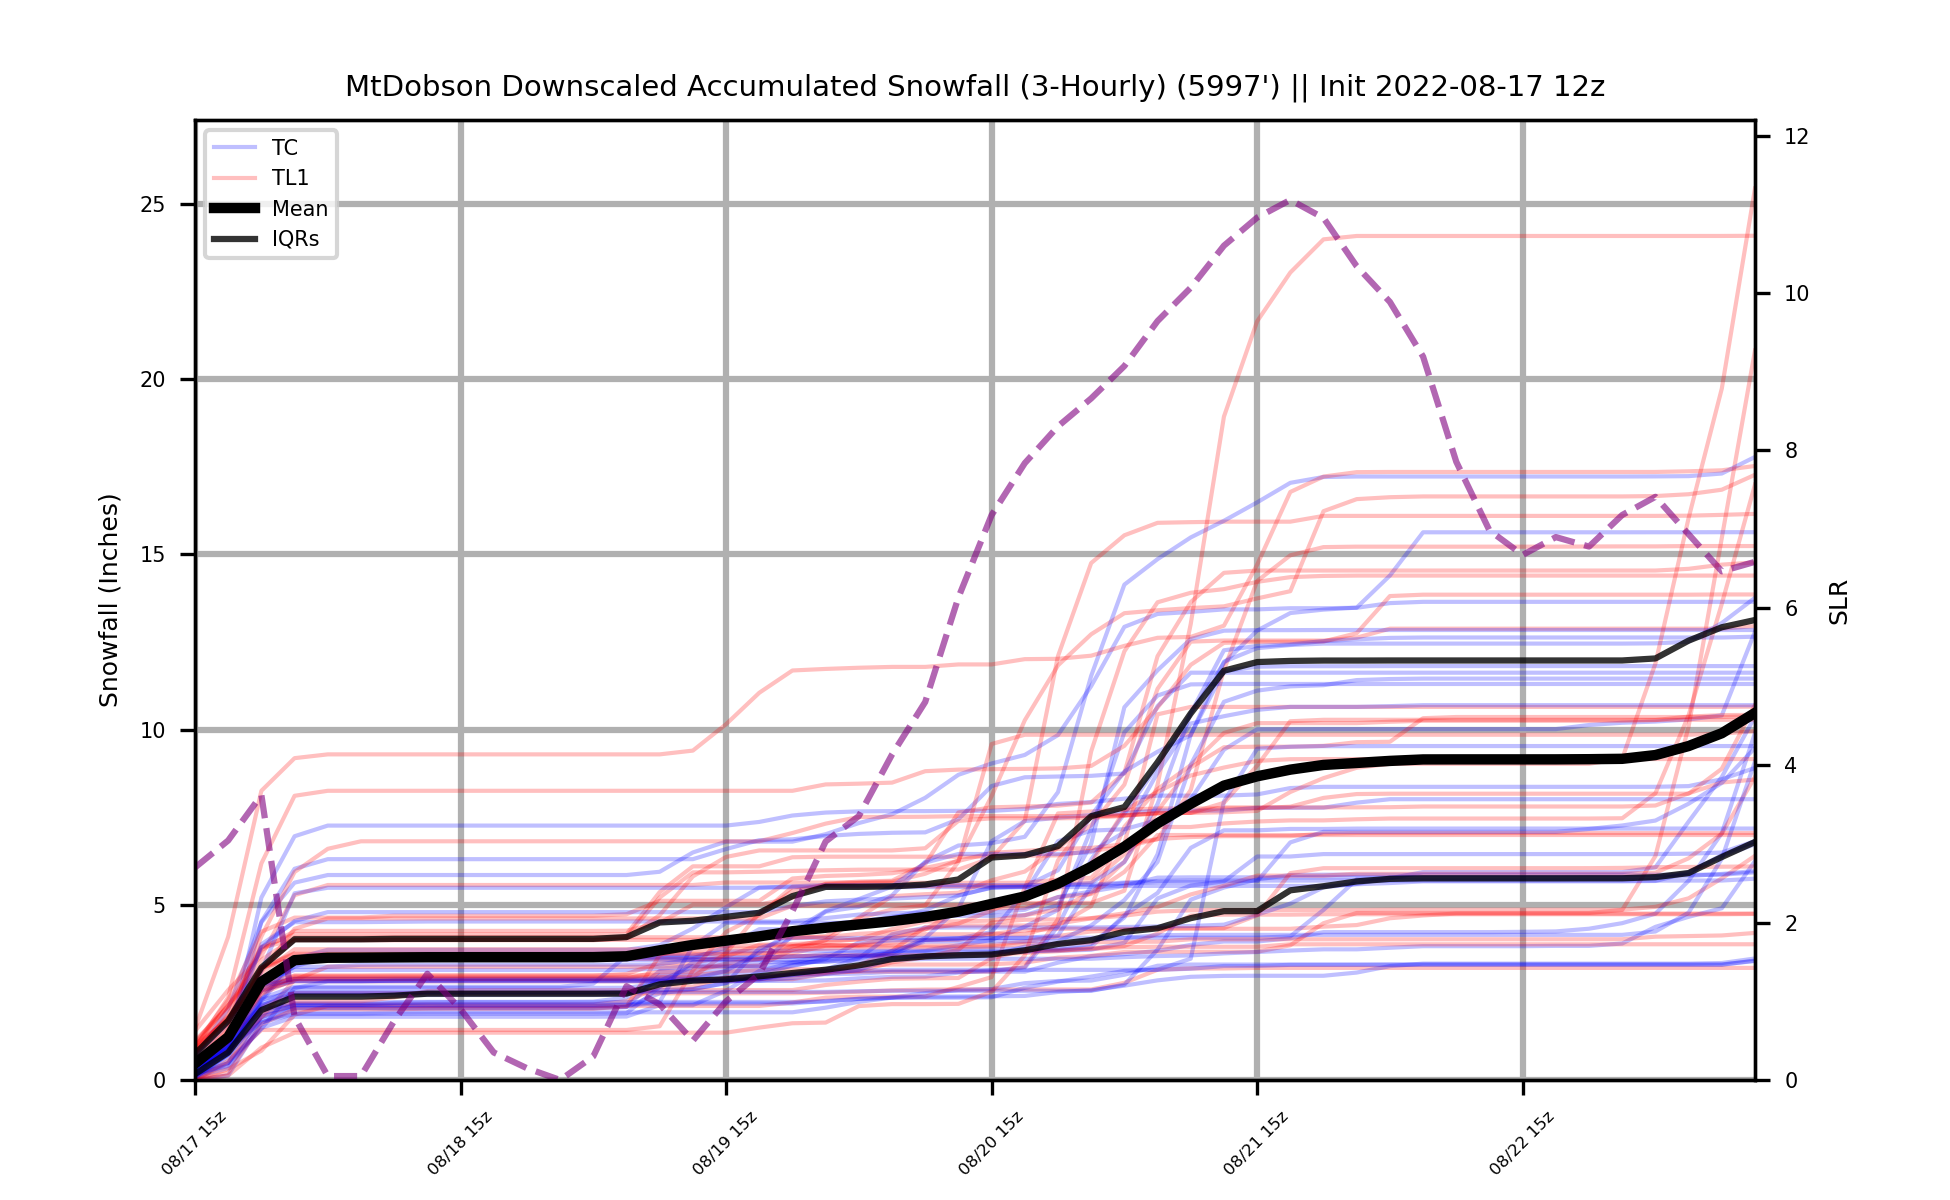 MtDobson Downscaled Accumulated Snowfall (3-Hourly) (5997') || Init 2022-08-17 12z
TC
TL1
Mean
IQRs
25
20
15
10
5
0
Snowfall (Inches)
12
10
8
6
4
2
0
SLR
08/17 15z
08/18 15z
08/19 15z
08/20 15z
08/21 15z
08/22 15z